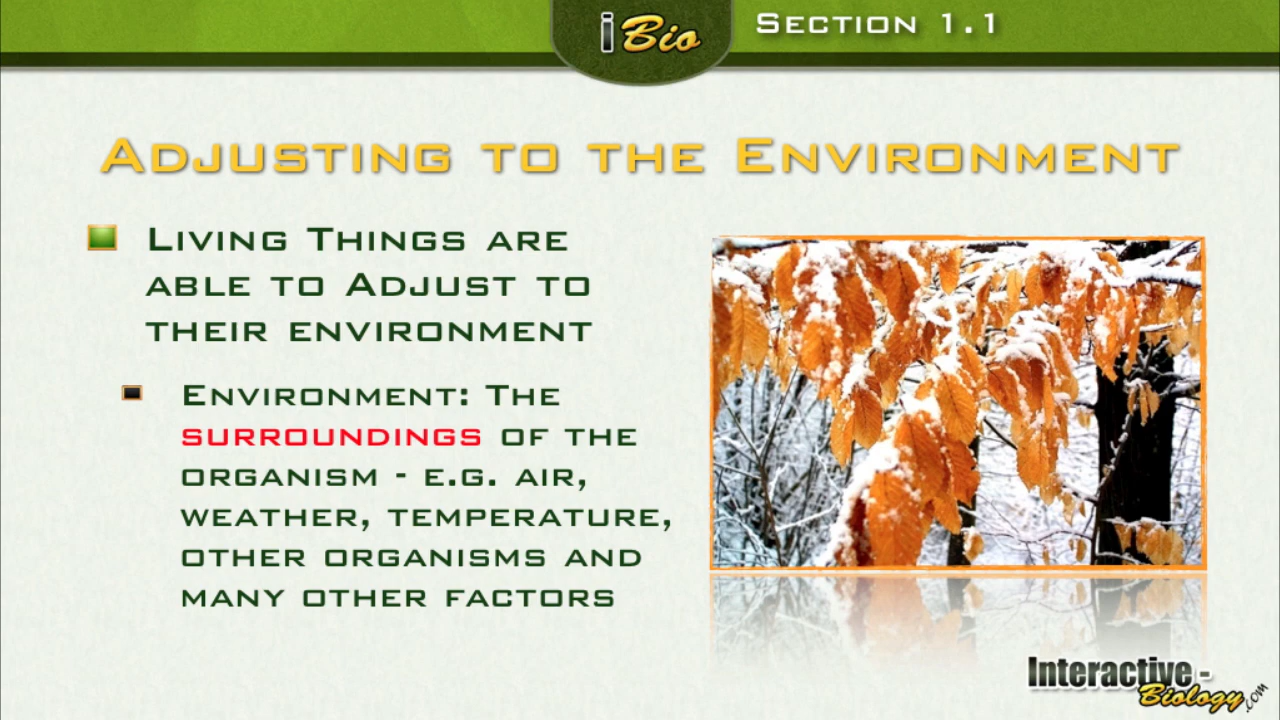 i Bio
Section 1.1
Adjusting to the Environment
Living Things are
able to Adjust to
their environment
Environment: The
surroundings of the
organism - e.g. air,
weather, temperature,
other organisms and
many other factors
Interactive-
Biology.com